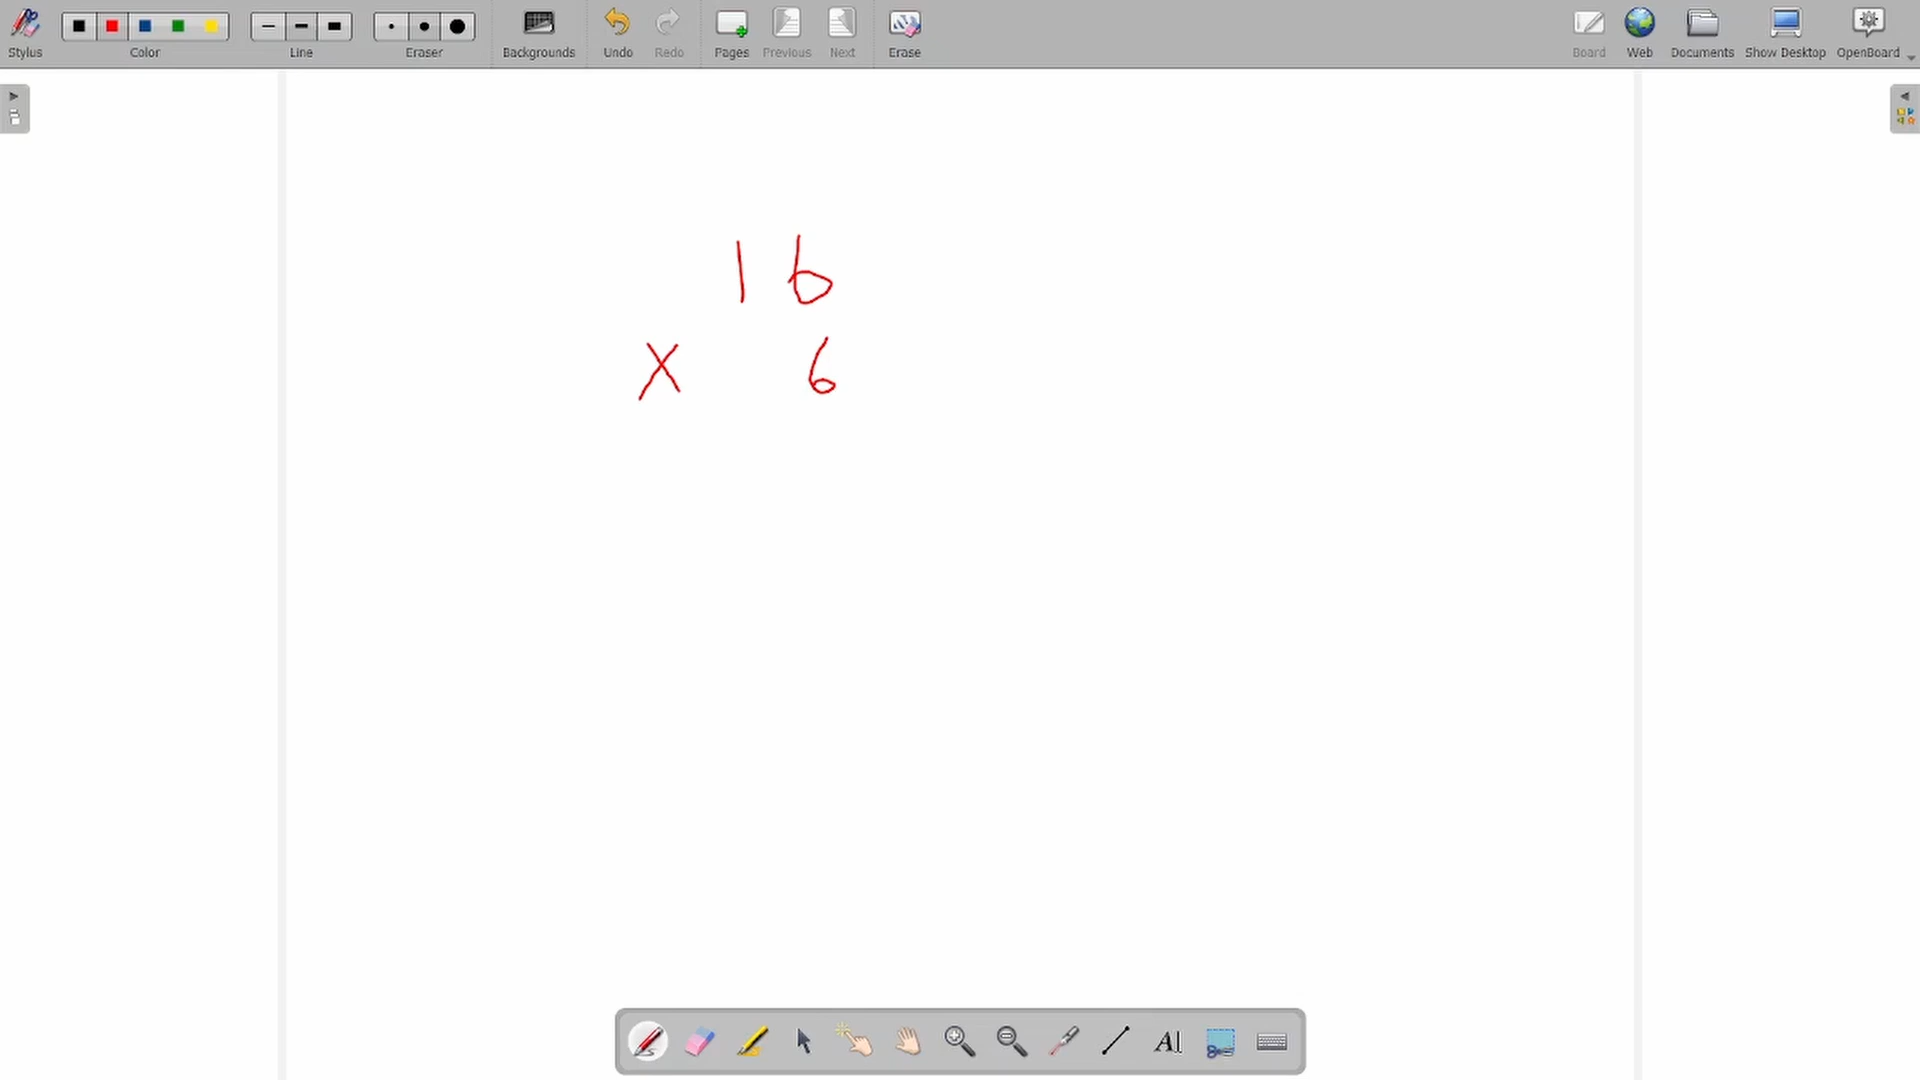 Stylus Color Line Eraser Backgrounds Undo Redo Pages Previous Next Erase Board Web Documents Show Desktop OpenBoard
16
X 6
AI